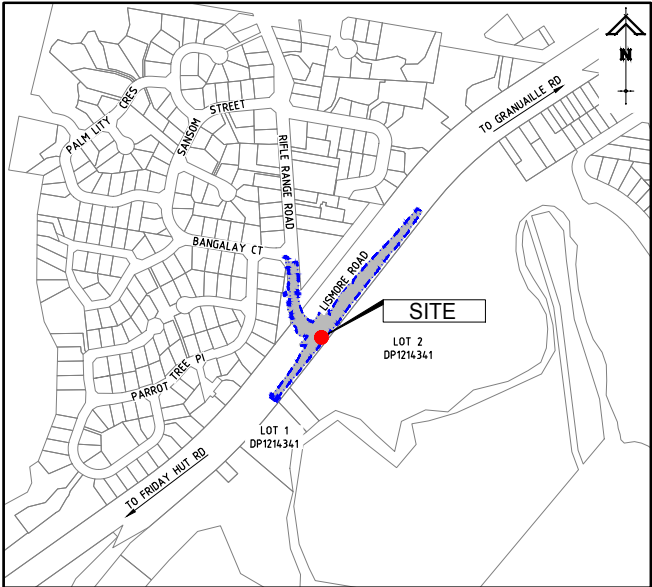 N
TO GRANUAILLE RD
PALM LITY CRES
SANSOM STREET
RIFLE RANGE ROAD
BANGALAY CT
LISMORE ROAD
SITE
LOT 2
DP1214341
PARROT TREE Pl
LOT 1
DP1214341
TO FRIDAY HUT RD